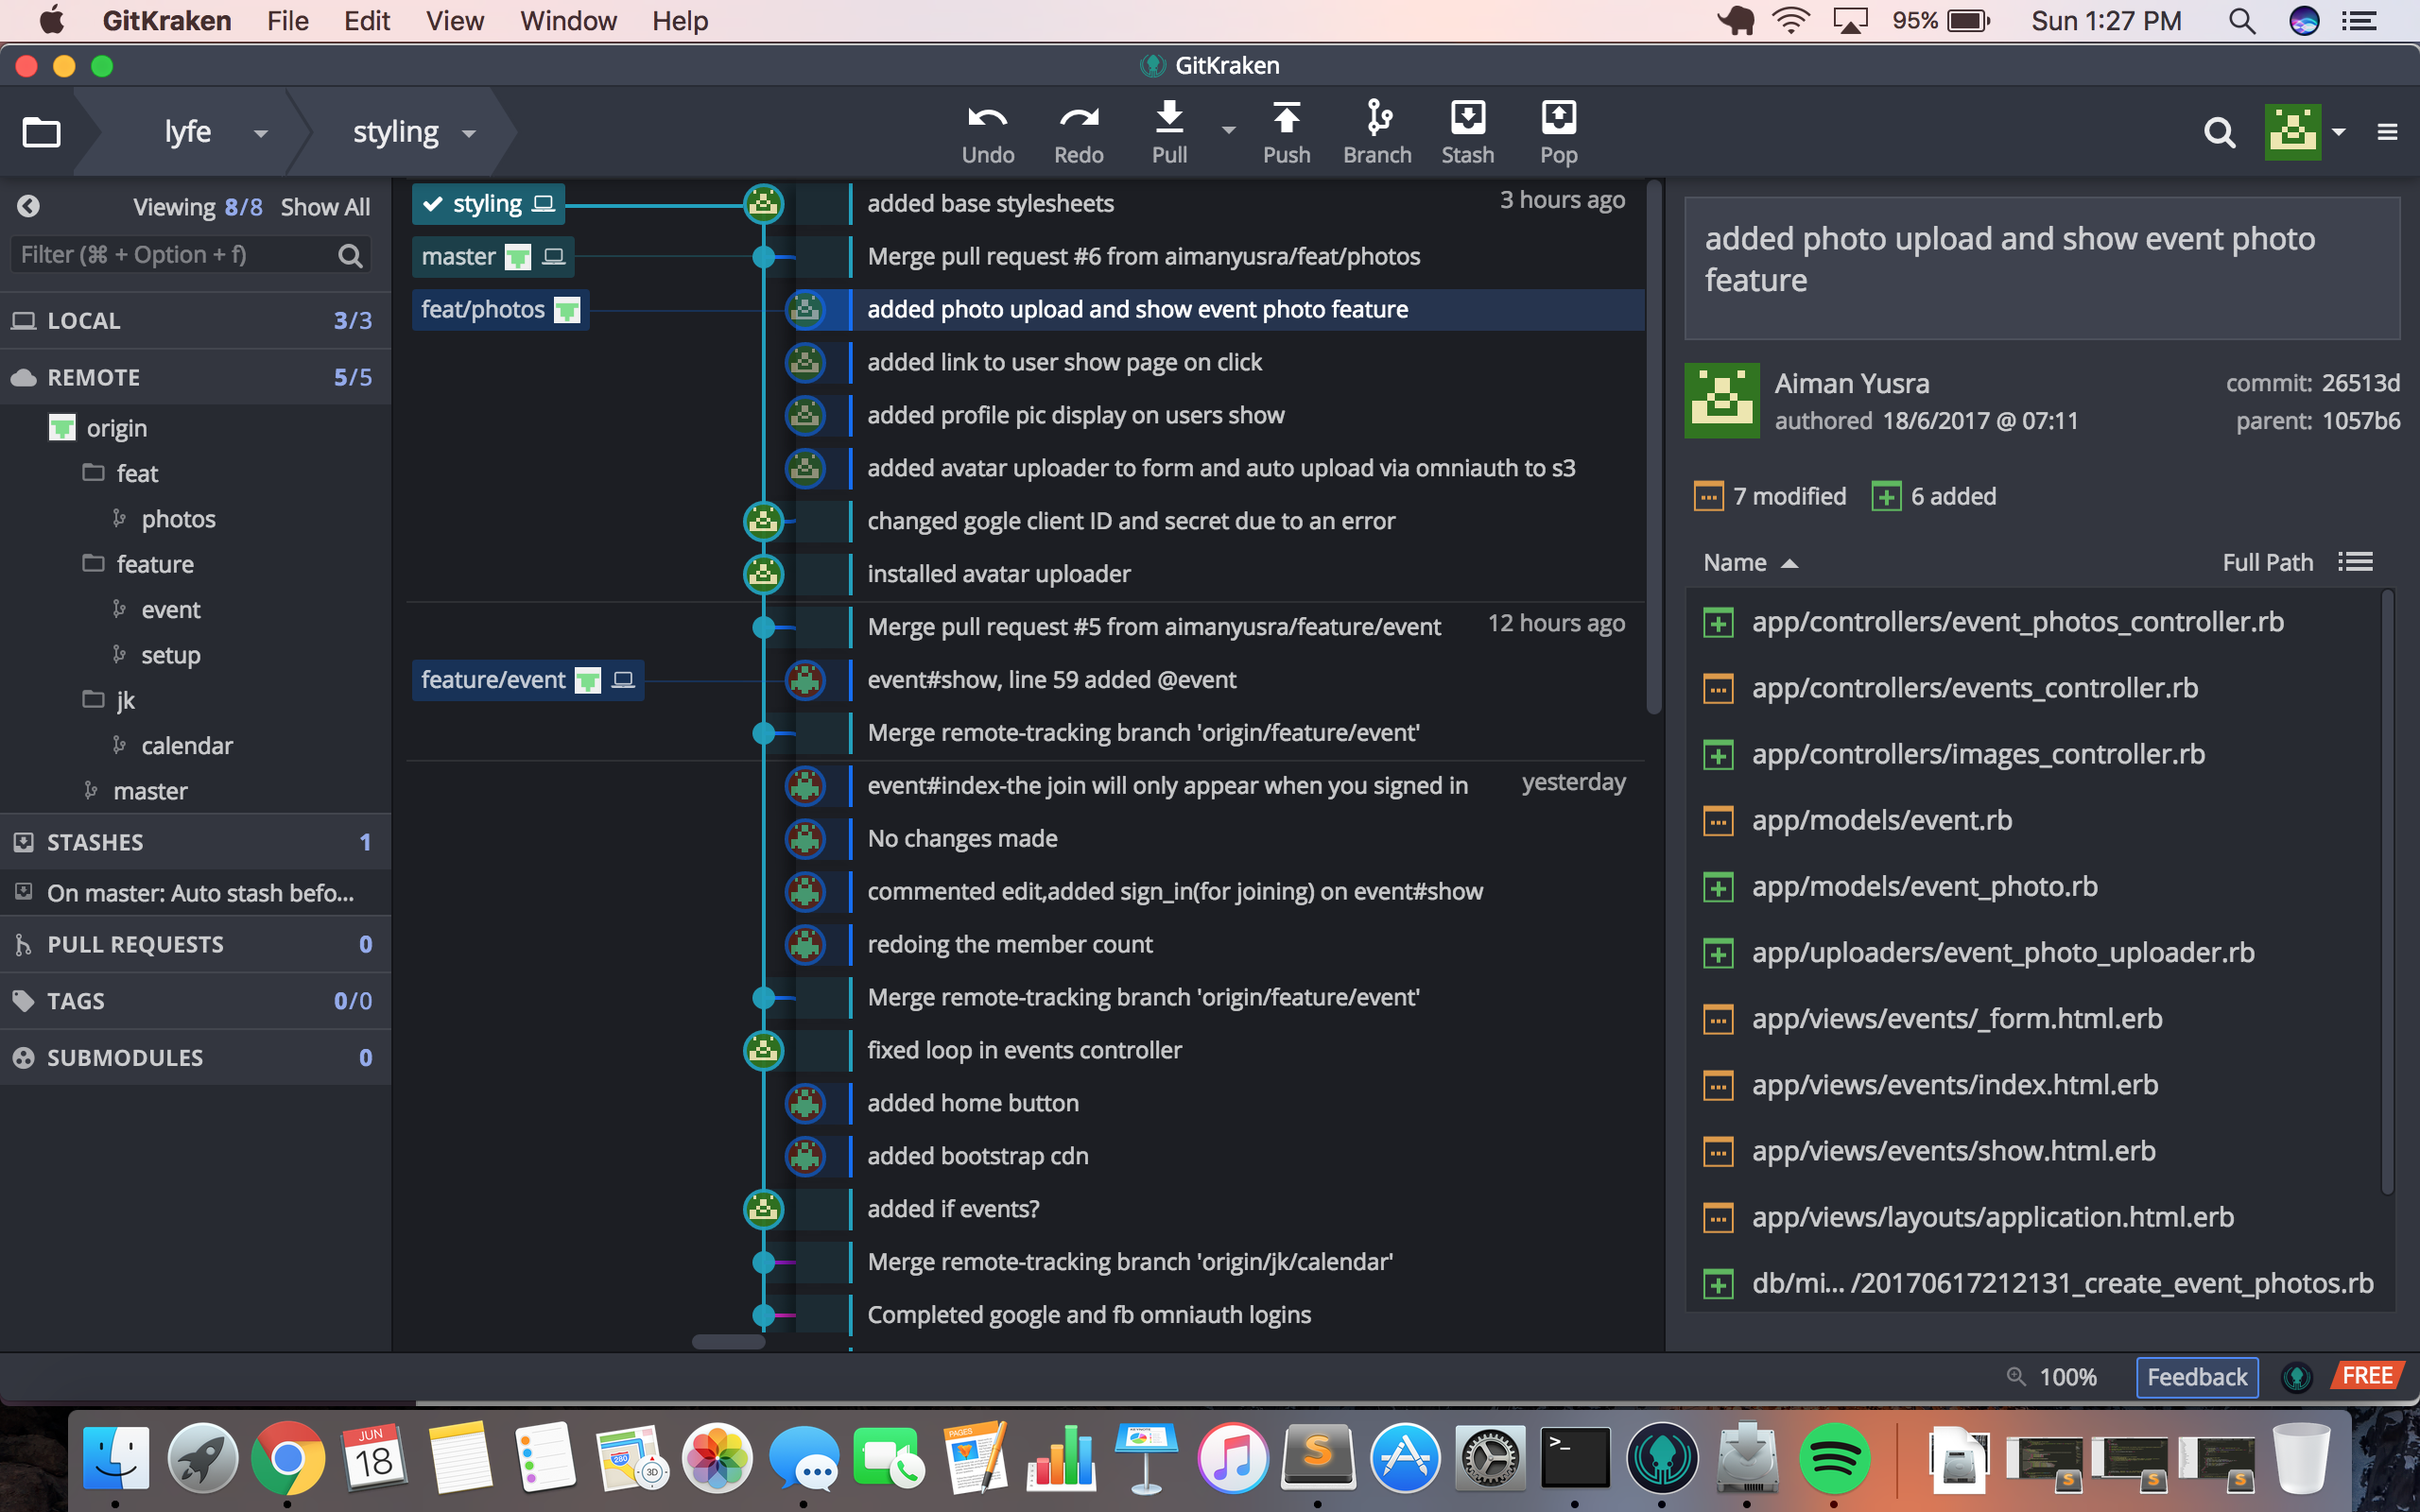 GitKraken File Edit View Window Help 95% Sun 1:27 PM
GitKraken
lyfe styling Undo Redo Pull Push Branch Stash Pop
Viewing 8/8 Show All
Filter (⌘ + Option + f)
LOCAL 3/3
REMOTE 5/5
origin
feat
photos
feature
event
setup
jk
calendar
master
STASHES 1
On master: Auto stash befo...
PULL REQUESTS 0
TAGS 0/0
SUBMODULES 0
styling added base stylesheets 3 hours ago
master Merge pull request #6 from aimanyusra/feat/photos
feat/photos added photo upload and show event photo feature
added link to user show page on click
added profile pic display on users show
added avatar uploader to form and auto upload via omniauth to s3
changed gogle client ID and secret due to an error
installed avatar uploader
Merge pull request #5 from aimanyusra/feature/event 12 hours ago
feature/event event#show, line 59 added @event
Merge remote-tracking branch 'origin/feature/event'
event#index-the join will only appear when you signed in yesterday
No changes made
commented edit,added sign_in(for joining) on event#show
redoing the member count
Merge remote-tracking branch 'origin/feature/event'
fixed loop in events controller
added home button
added bootstrap cdn
added if events?
Merge remote-tracking branch 'origin/jk/calendar'
Completed google and fb omniauth logins
added photo upload and show event photo
feature
Aiman Yusra commit: 26513d
authored 18/6/2017 @ 07:11 parent: 1057b6
7 modified 6 added
Name Full Path
app/controllers/event_photos_controller.rb
app/controllers/events_controller.rb
app/controllers/images_controller.rb
app/models/event.rb
app/models/event_photo.rb
app/uploaders/event_photo_uploader.rb
app/views/events/_form.html.erb
app/views/events/index.html.erb
app/views/events/show.html.erb
app/views/layouts/application.html.erb
db/mi... /20170617212131_create_event_photos.rb
100% Feedback FREE
JUN
18
280
3D
PAGES
S
>_
S S S